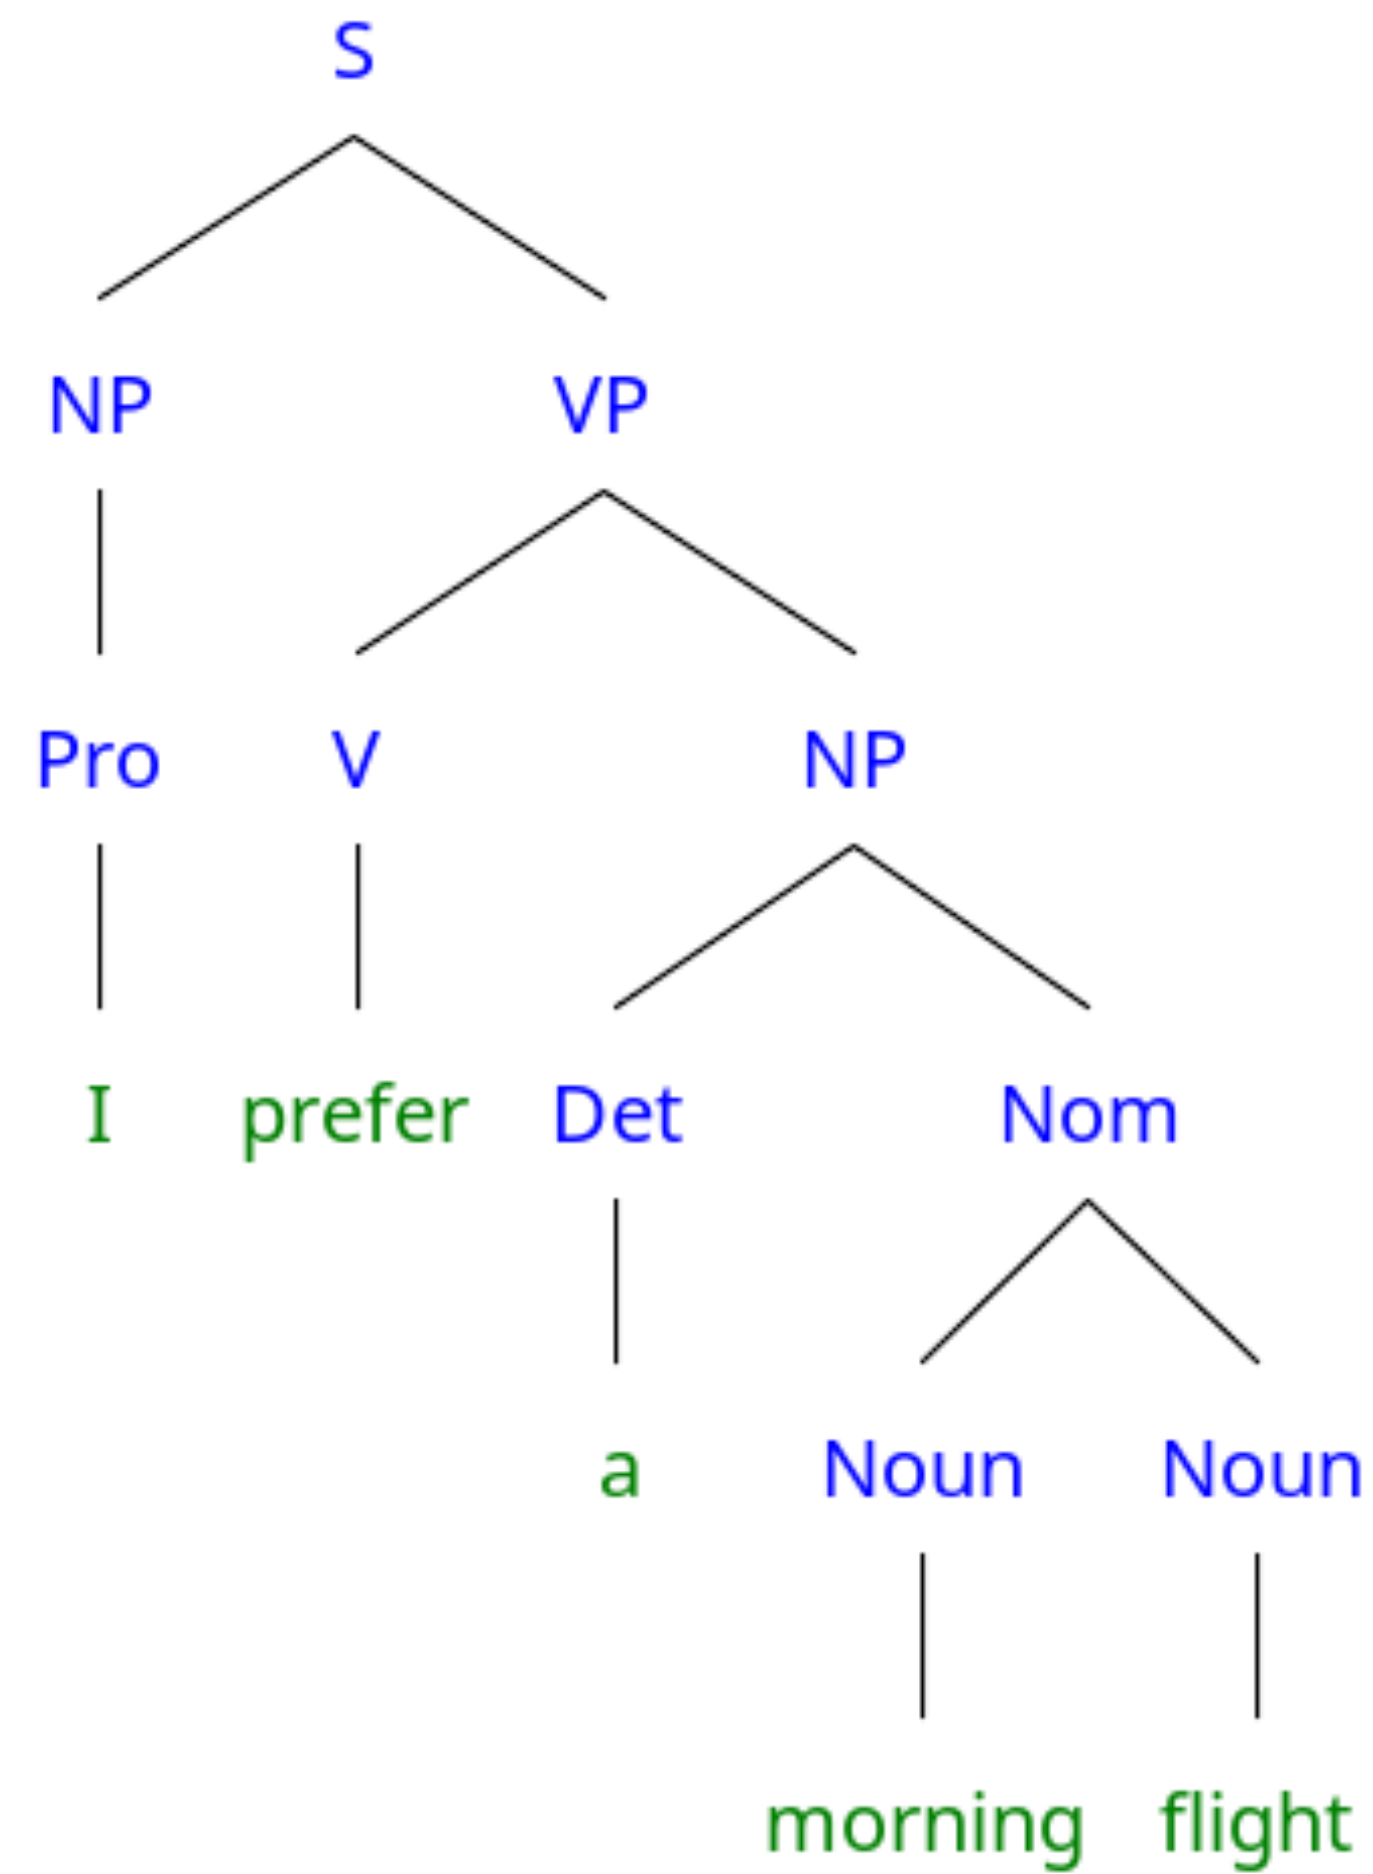 S
NP VP
Pro V NP
I prefer Det Nom
a Noun Noun
morning flight